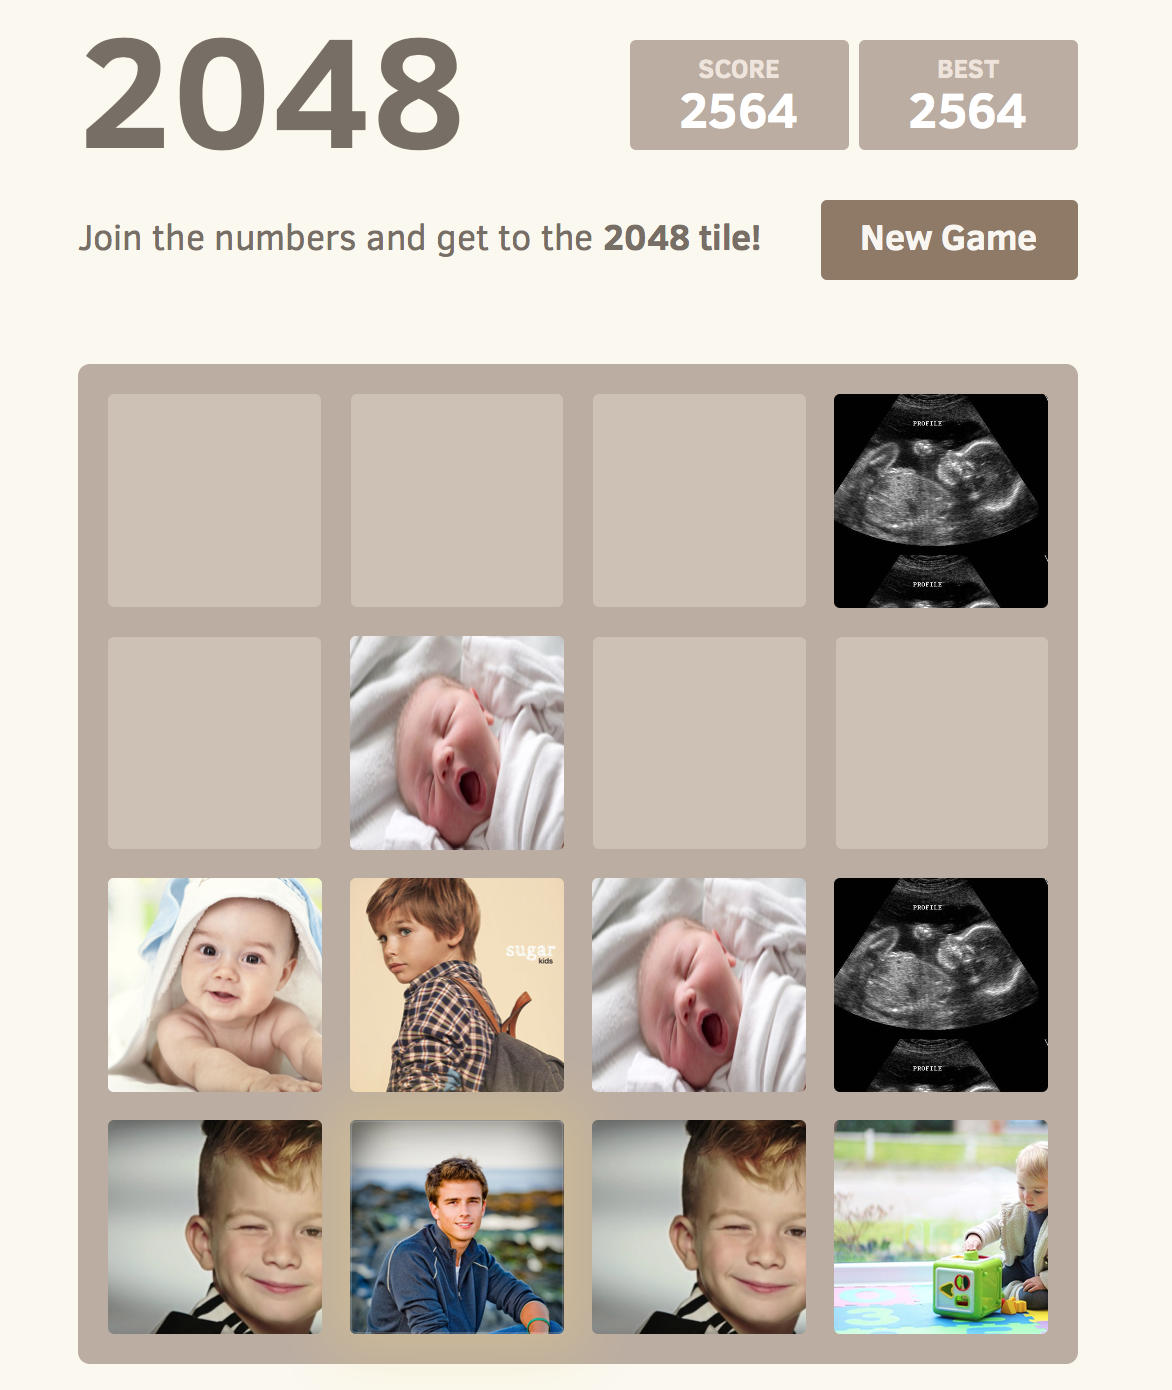 2048
SCORE
2564
BEST
2564
Join the numbers and get to the 2048 tile!
New Game
PROFILE
PROFILE
sugar
kids
PROFILE
PROFILE